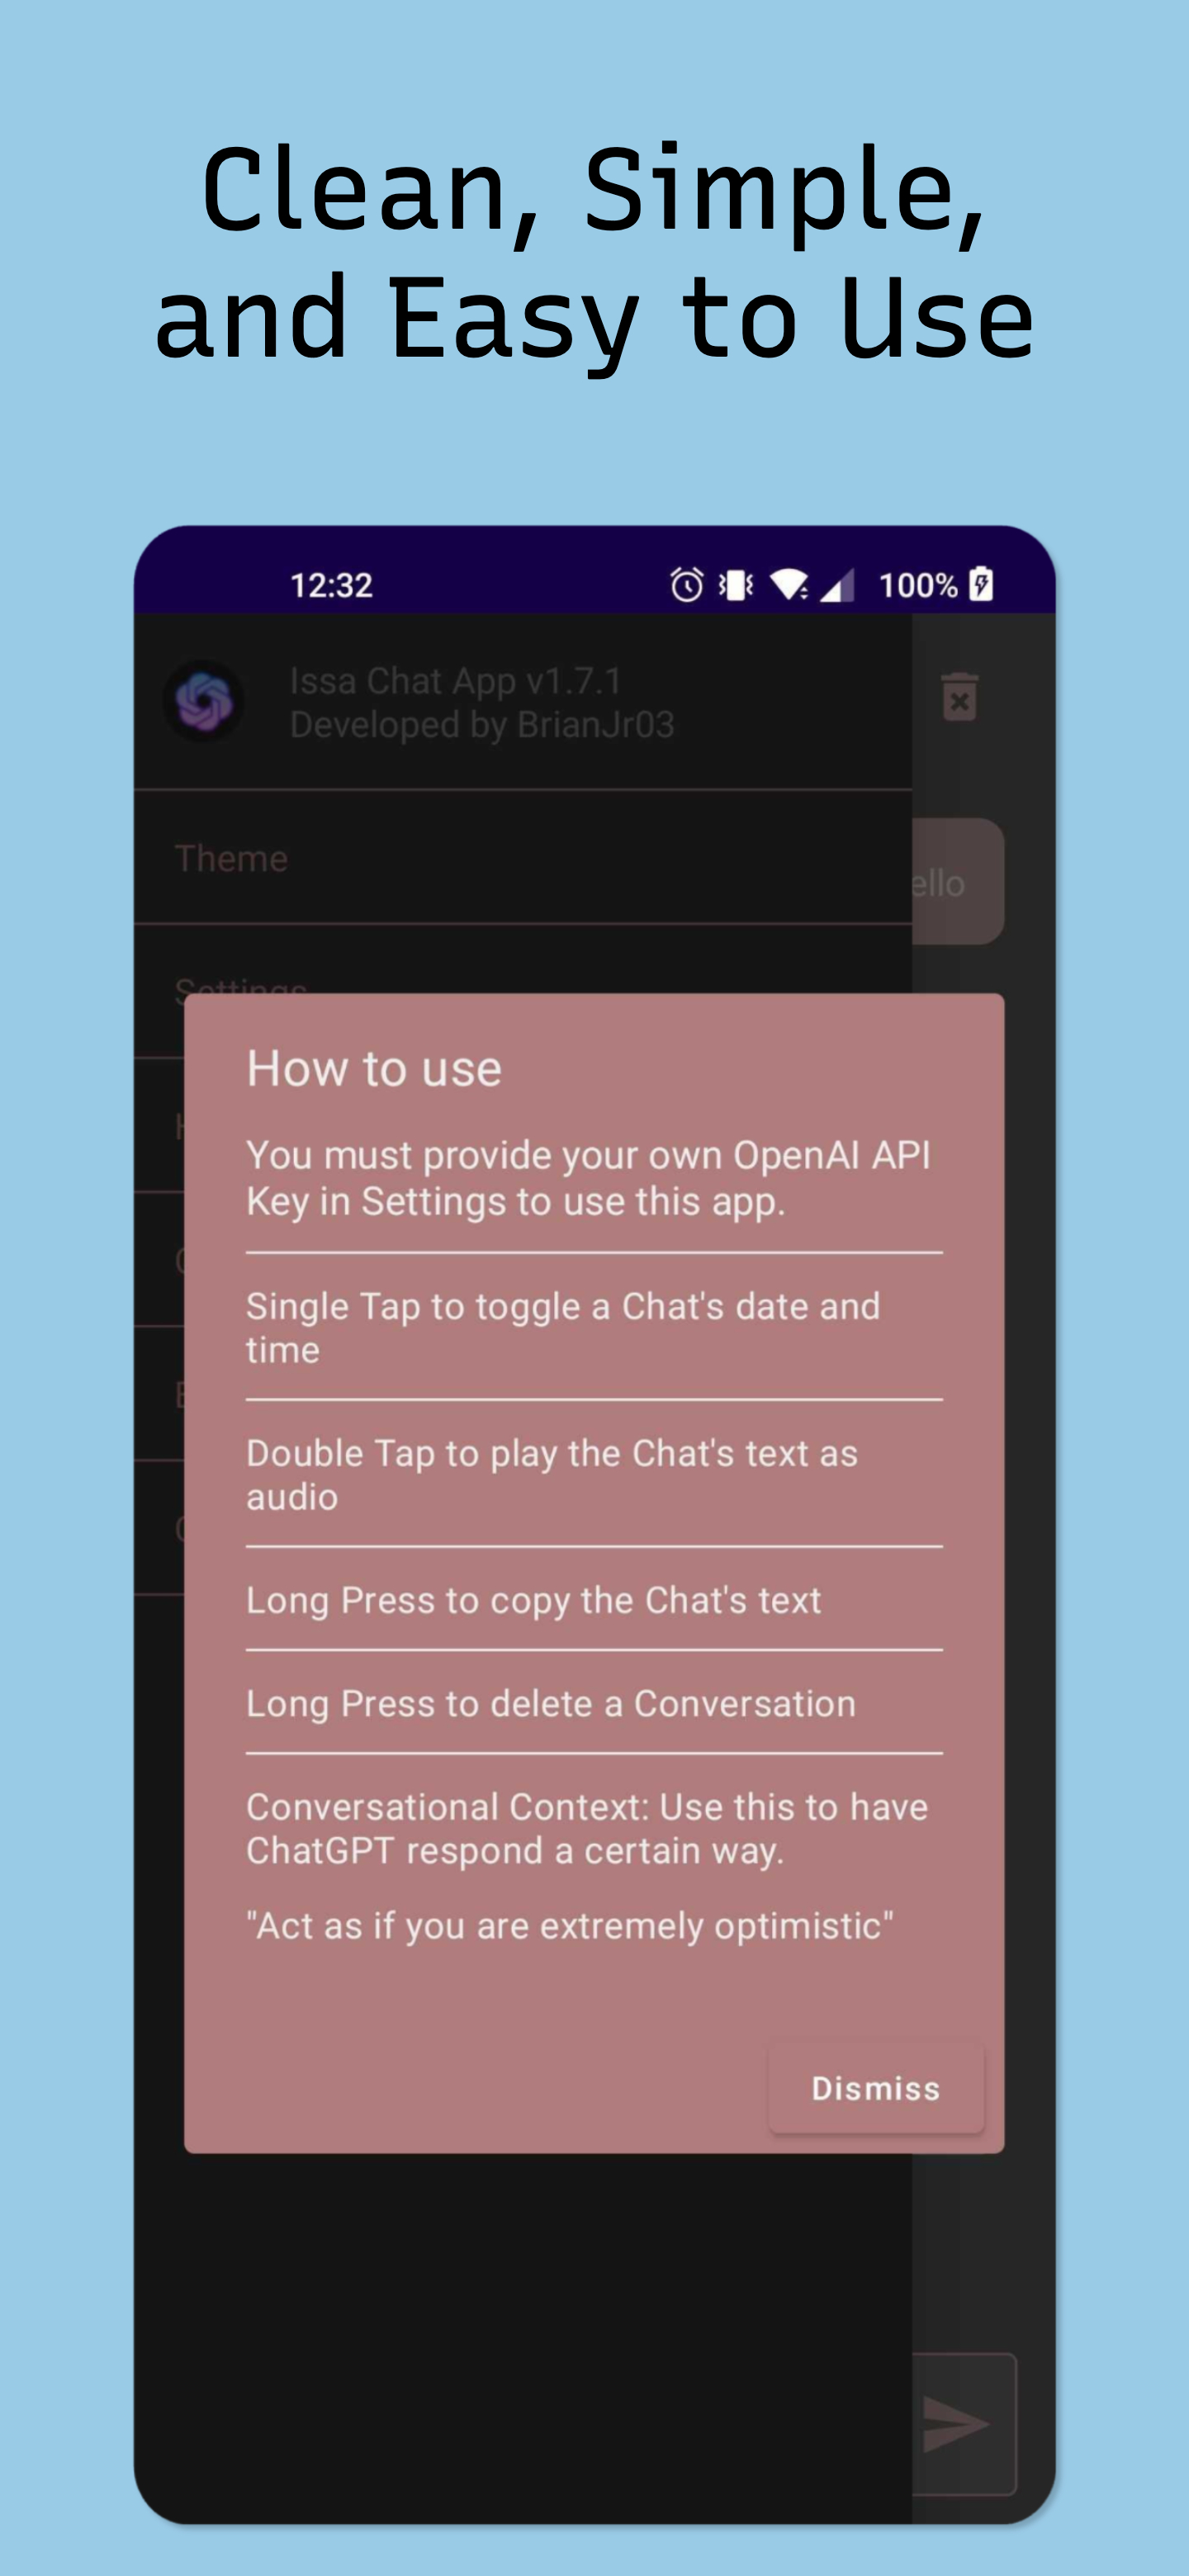 Clean, Simple,
and Easy to Use
12:32
100%
Issa Chat App v1.7.1
Developed by BrianJr03
Theme
ello
Settings
How to use
You must provide your own OpenAI API
Key in Settings to use this app.
Single Tap to toggle a Chat's date and
time
Double Tap to play the Chat's text as
audio
Long Press to copy the Chat's text
Long Press to delete a Conversation
Conversational Context: Use this to have
ChatGPT respond a certain way.
"Act as if you are extremely optimistic"
Dismiss